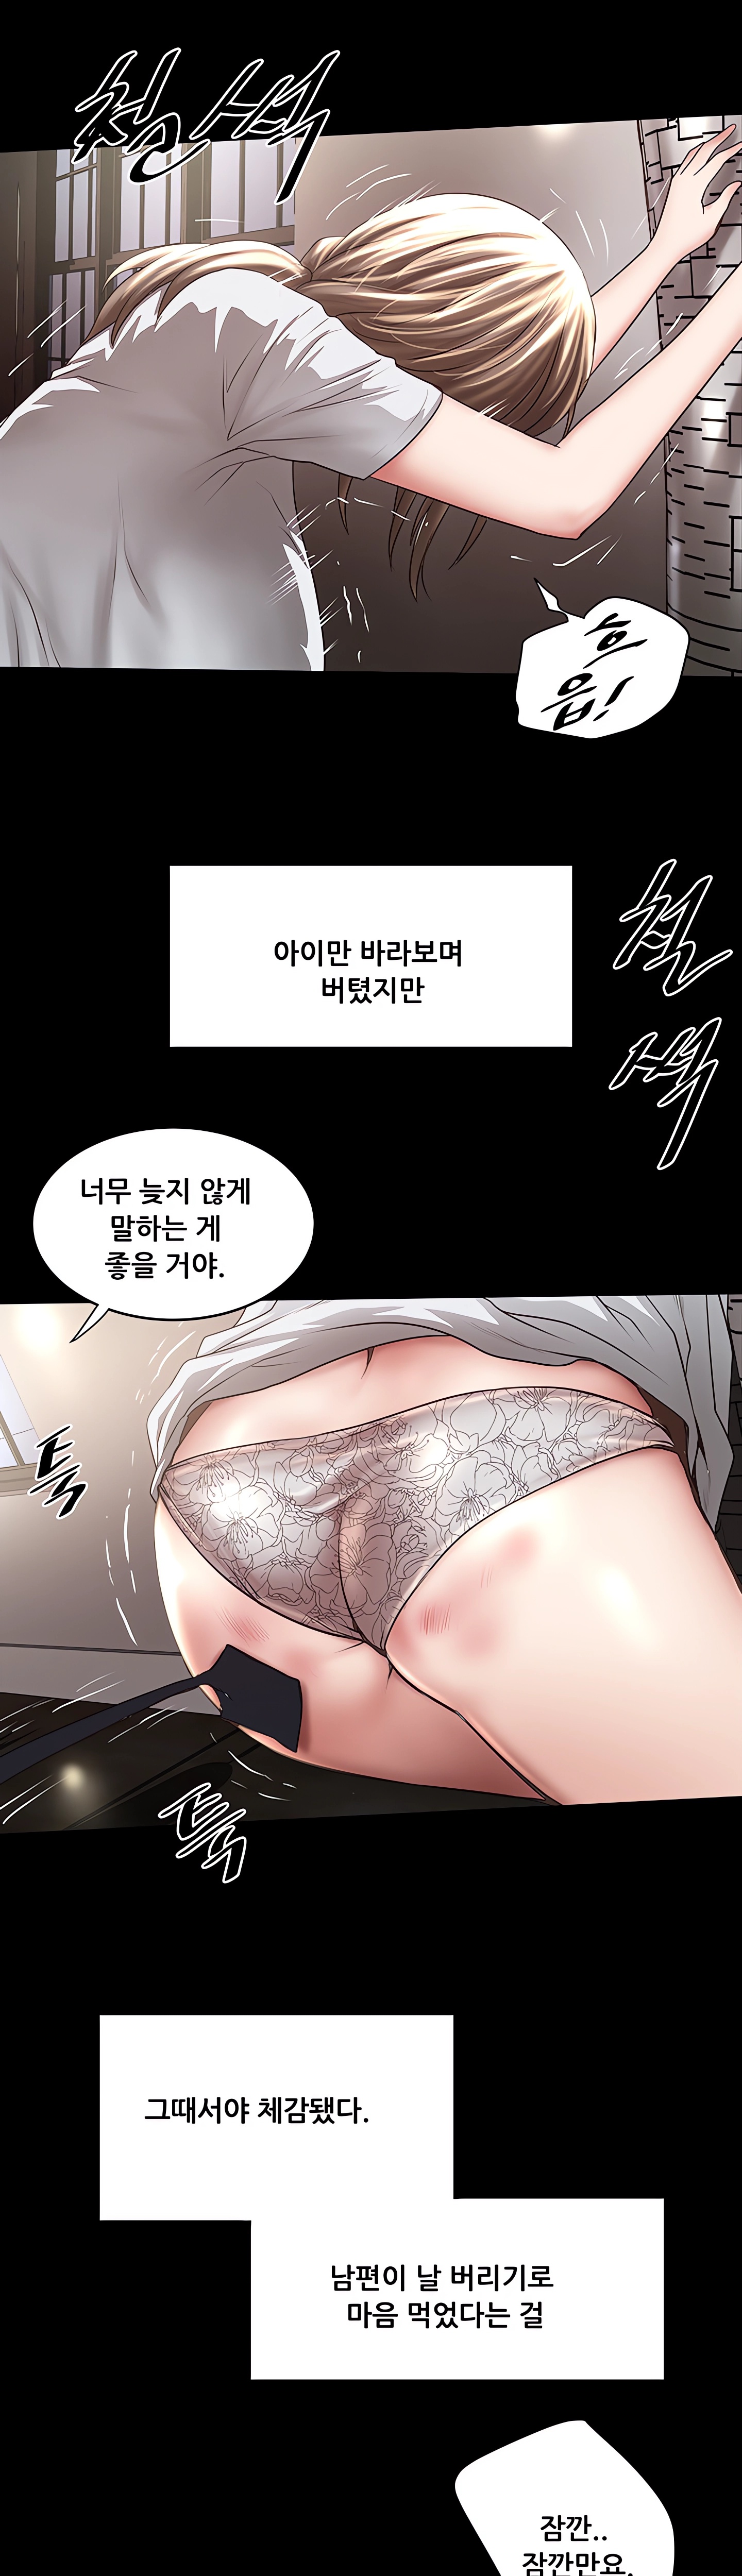 철썩
흐
읍!
아이만 바라보며
버텼지만
철
썩
너무 늦지 않게
말하는 게
좋을 거야.
툭
툭
그때서야 체감됐다.
남편이 날 버리기로
마음 먹었다는 걸
잠깐..
잠깐만요.